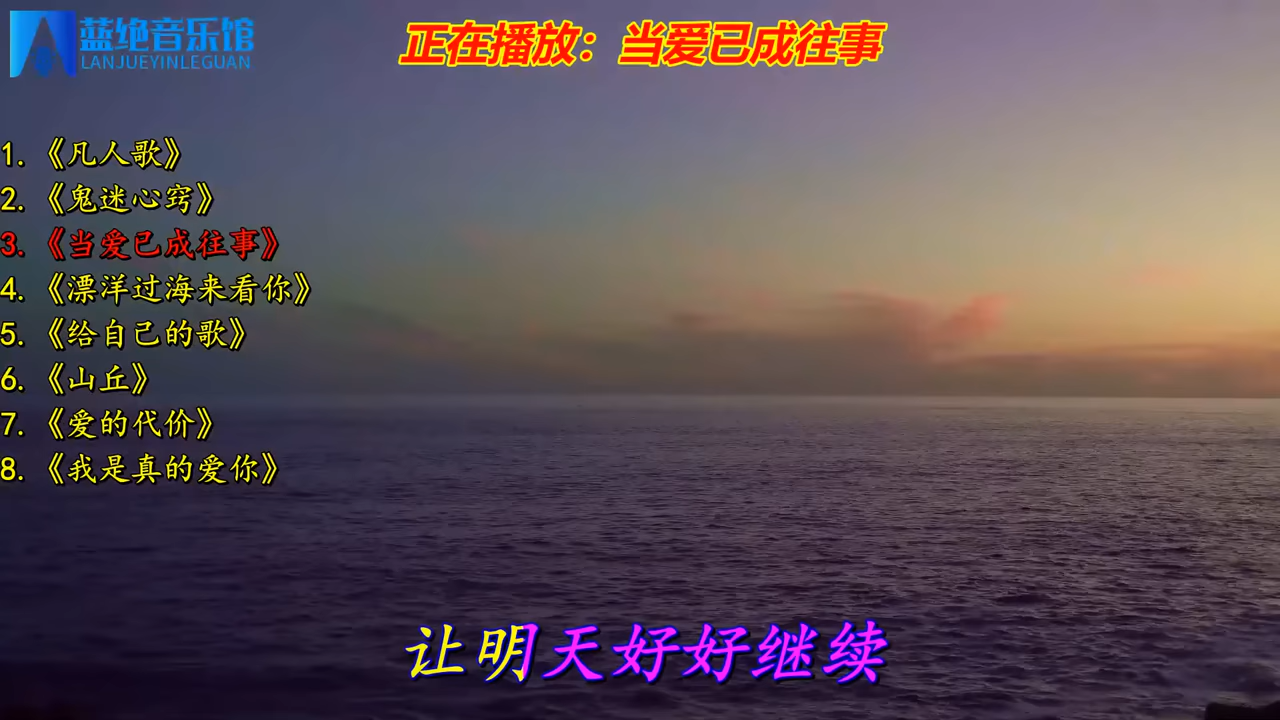 蓝绝音乐馆
LANJUEYINLEGUAN
正在播放：当爱已成往事
1.《凡人歌》
2.《鬼迷心窍》
3.《当爱已成往事》
4.《漂洋过海来看你》
5.《给自己的歌》
6.《山丘》
7.《爱的代价》
8.《我是真的爱你》
让明天好好继续